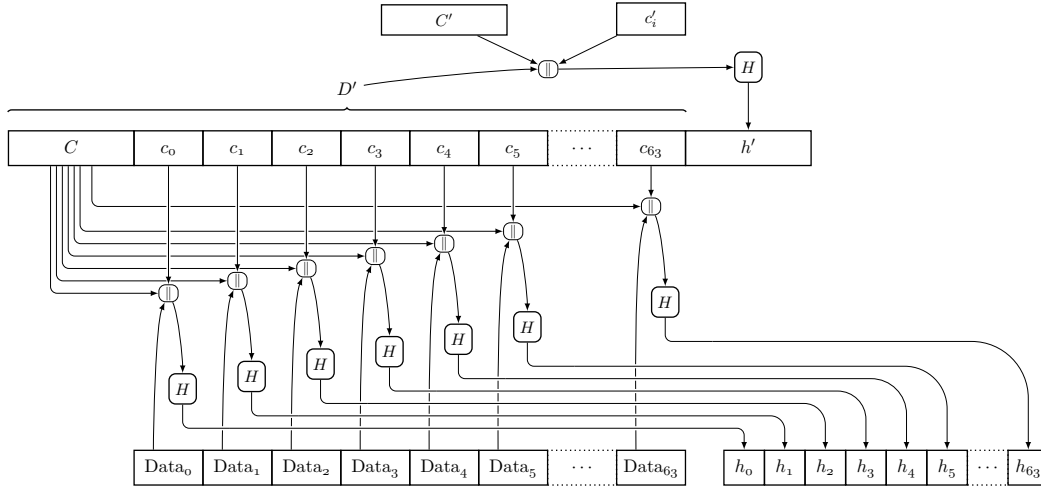 C′ c′ᵢ
‖ H
D′
C c₀ c₁ c₂ c₃ c₄ c₅ ⋯ c₆₃ h′
‖
‖
‖
‖
‖
‖
‖
H
H
H
H
H
H
H
Data₀ Data₁ Data₂ Data₃ Data₄ Data₅ ⋯ Data₆₃ h₀ h₁ h₂ h₃ h₄ h₅ ⋯ h₆₃